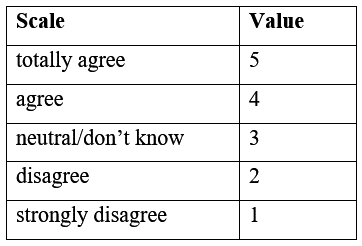 Scale Value
totally agree 5
agree 4
neutral/don’t know 3
disagree 2
strongly disagree 1